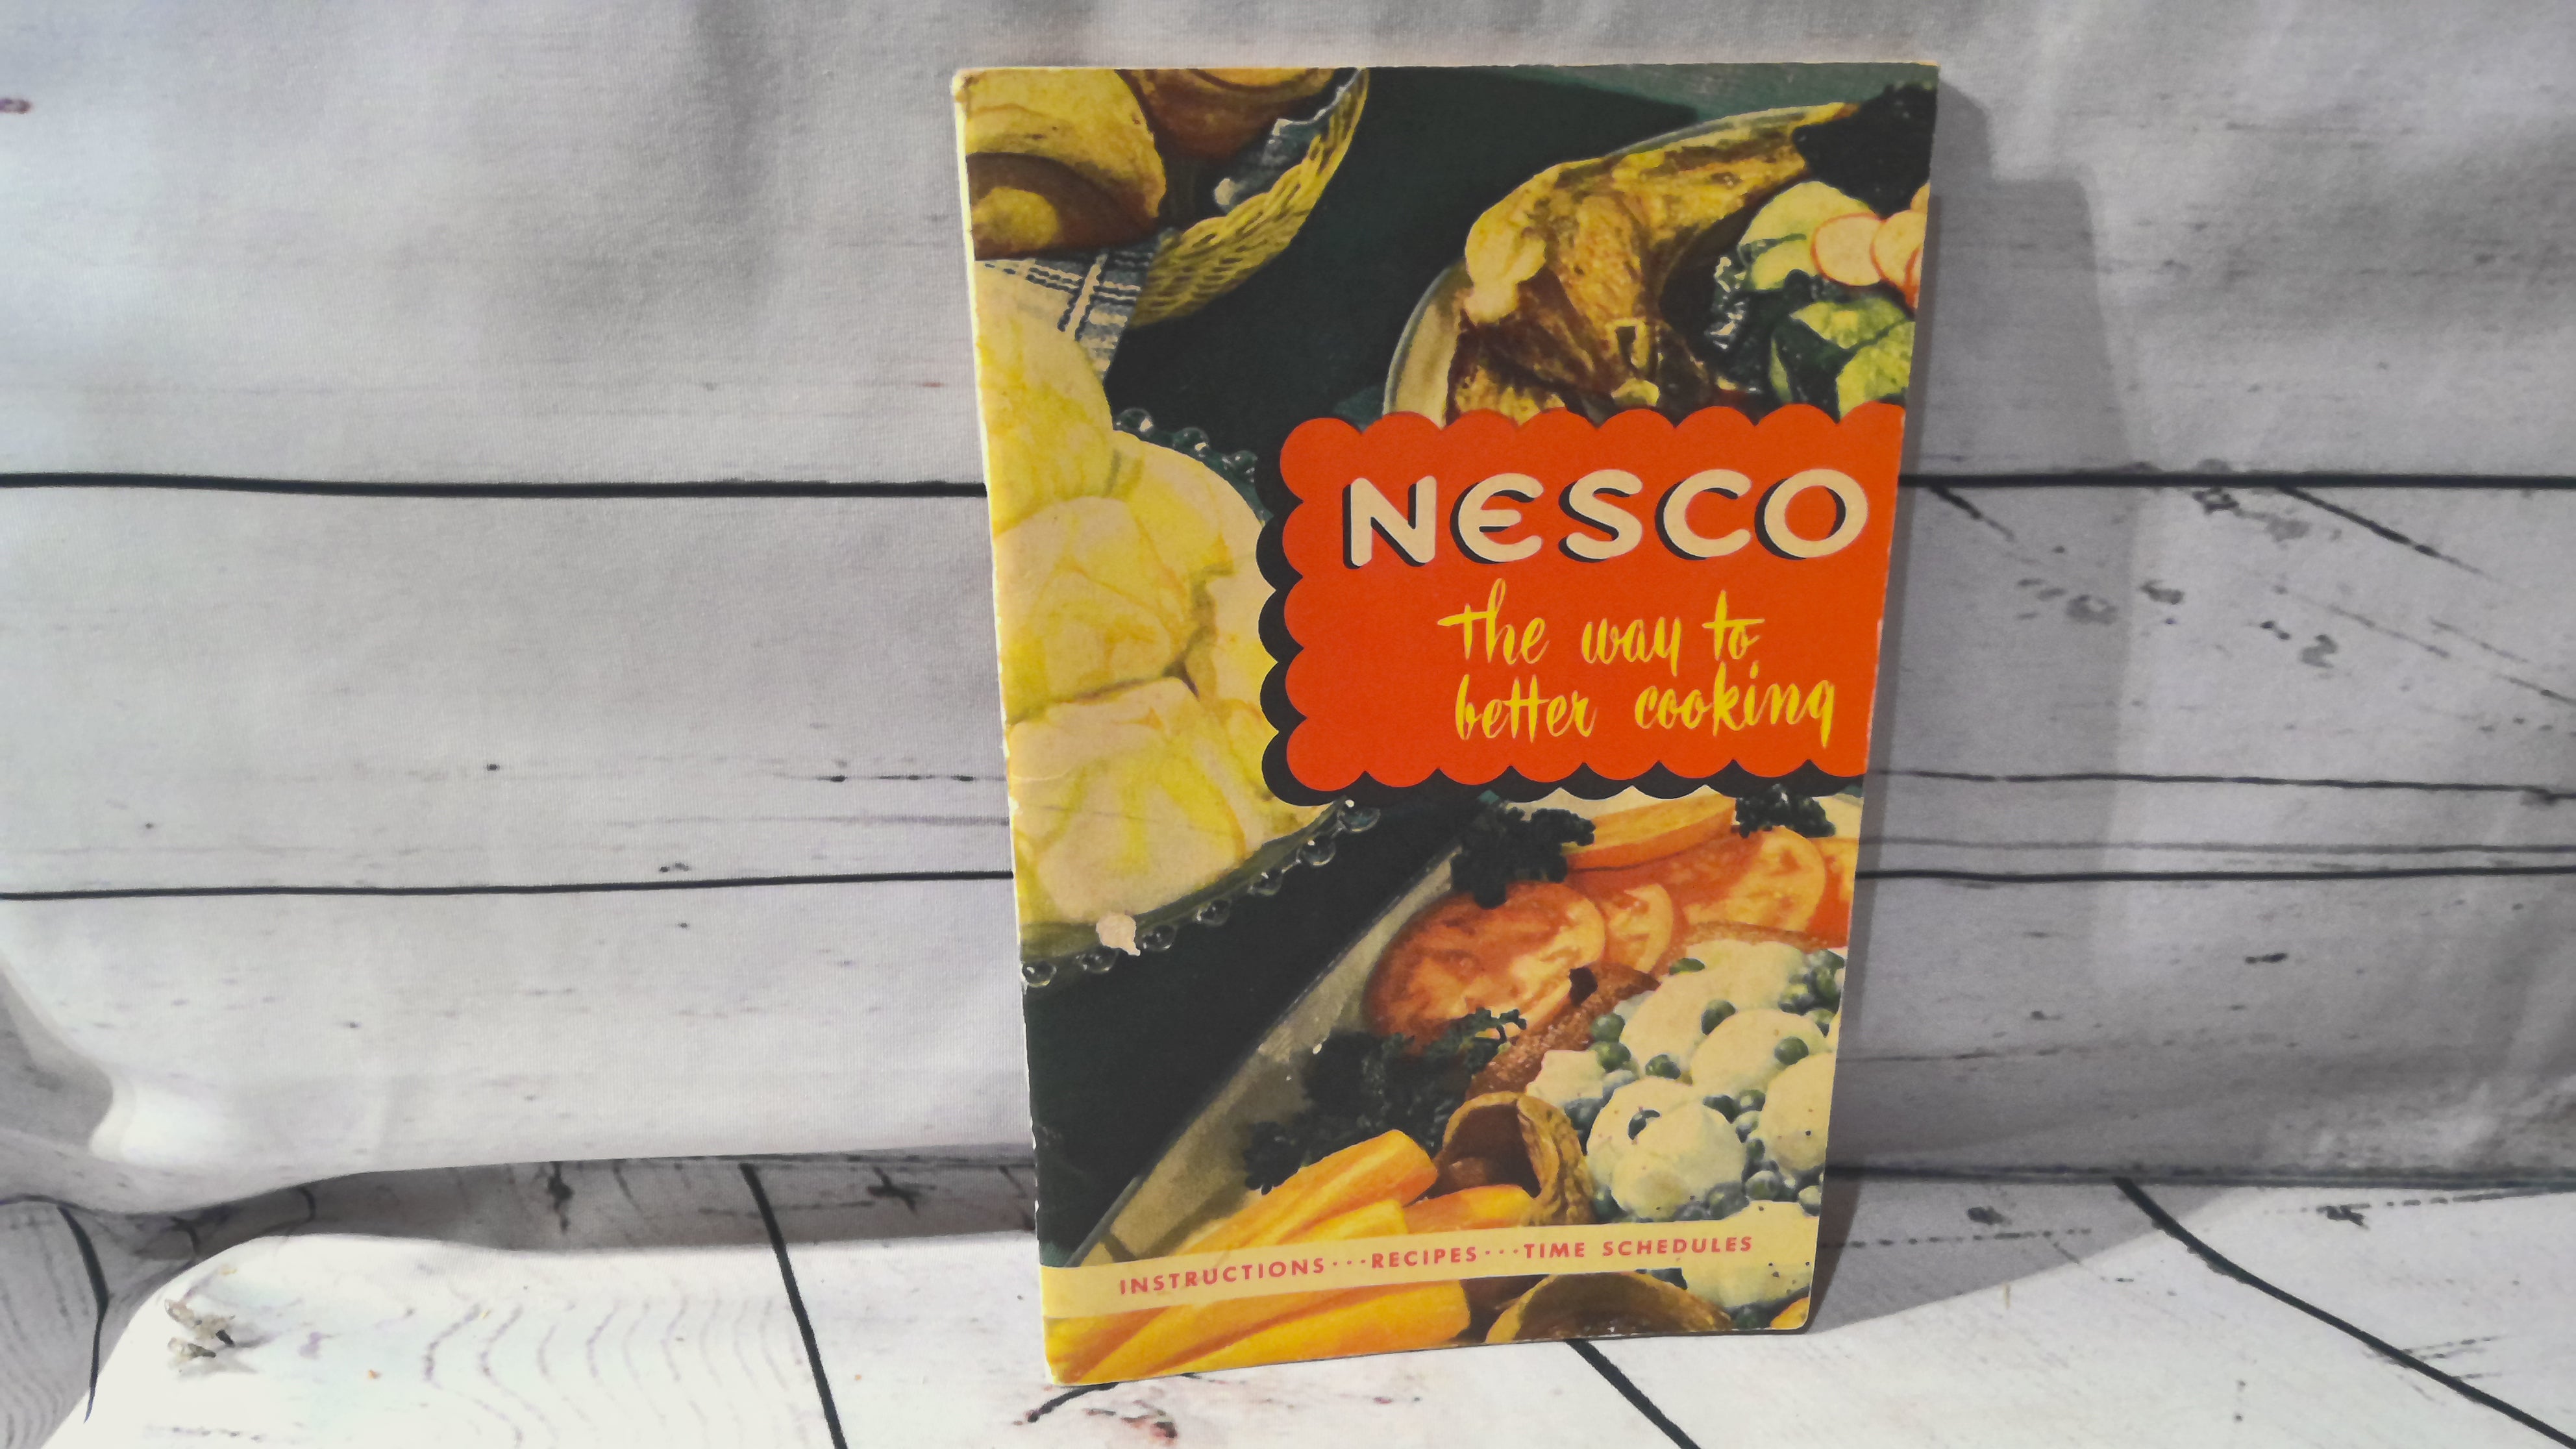 NESCO
the way to
better cooking
INSTRUCTIONS···RECIPES···TIME SCHEDULES